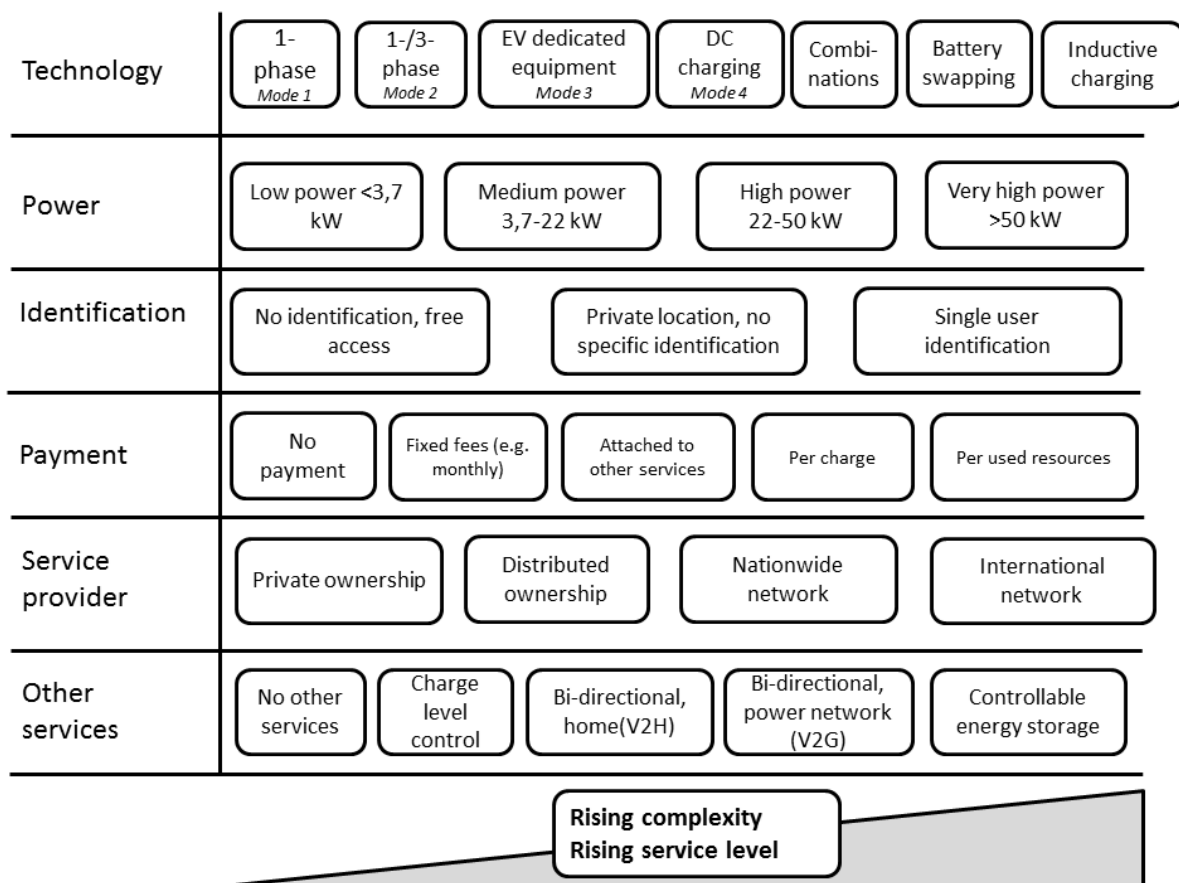 Technology
1-
phase
Mode 1
1-/3-
phase
Mode 2
EV dedicated
equipment
Mode 3
DC
charging
Mode 4
Combi-
nations
Battery
swapping
Inductive
charging
Power
Low power <3,7
kW
Medium power
3,7-22 kW
High power
22-50 kW
Very high power
>50 kW
Identification
No identification, free
access
Private location, no
specific identification
Single user
identification
Payment
No
payment
Fixed fees (e.g.
monthly)
Attached to
other services
Per charge
Per used resources
Service
provider
Private ownership
Distributed
ownership
Nationwide
network
International
network
Other
services
No other
services
Charge
level
control
Bi-directional,
home(V2H)
Bi-directional,
power network
(V2G)
Controllable
energy storage
Rising complexity
Rising service level